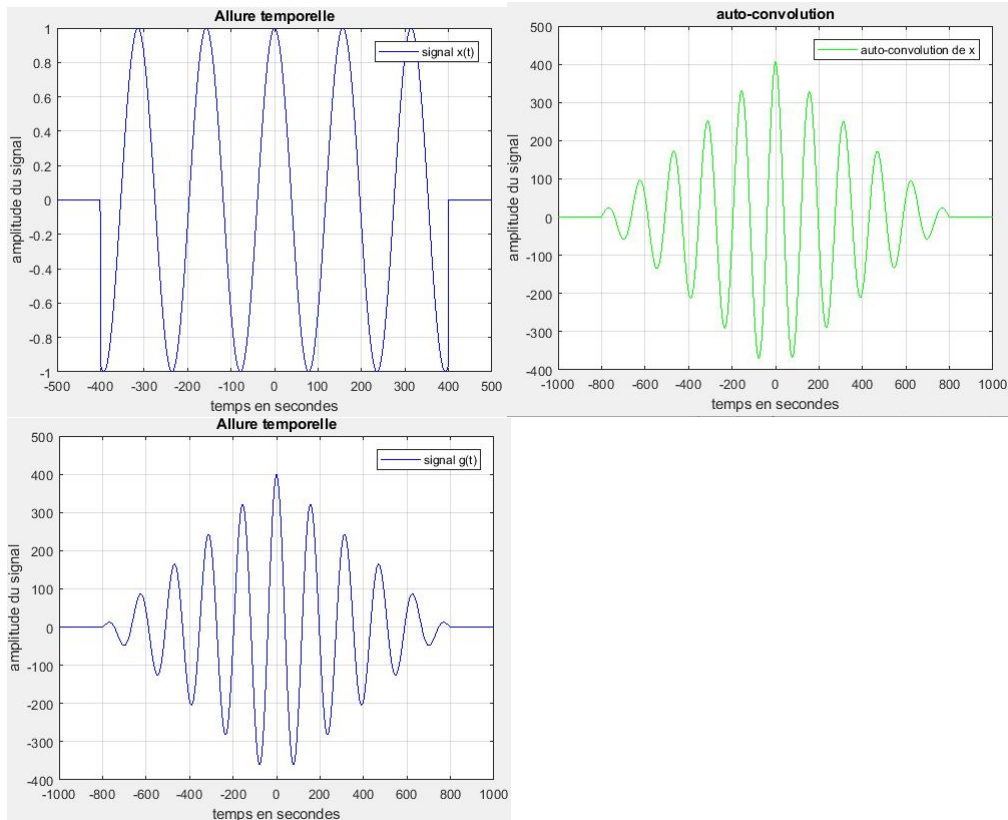 Allure temporelle
signal x(t)
amplitude du signal
1
0.8
0.6
0.4
0.2
0
-0.2
-0.4
-0.6
-0.8
-1
-500 -400 -300 -200 -100 0 100 200 300 400 500
temps en secondes
auto-convolution
auto-convolution de x
amplitude du signal
500
400
300
200
100
0
-100
-200
-300
-400
-1000 -800 -600 -400 -200 0 200 400 600 800 1000
temps en secondes
Allure temporelle
signal g(t)
amplitude du signal
500
400
300
200
100
0
-100
-200
-300
-400
-1000 -800 -600 -400 -200 0 200 400 600 800 1000
temps en secondes